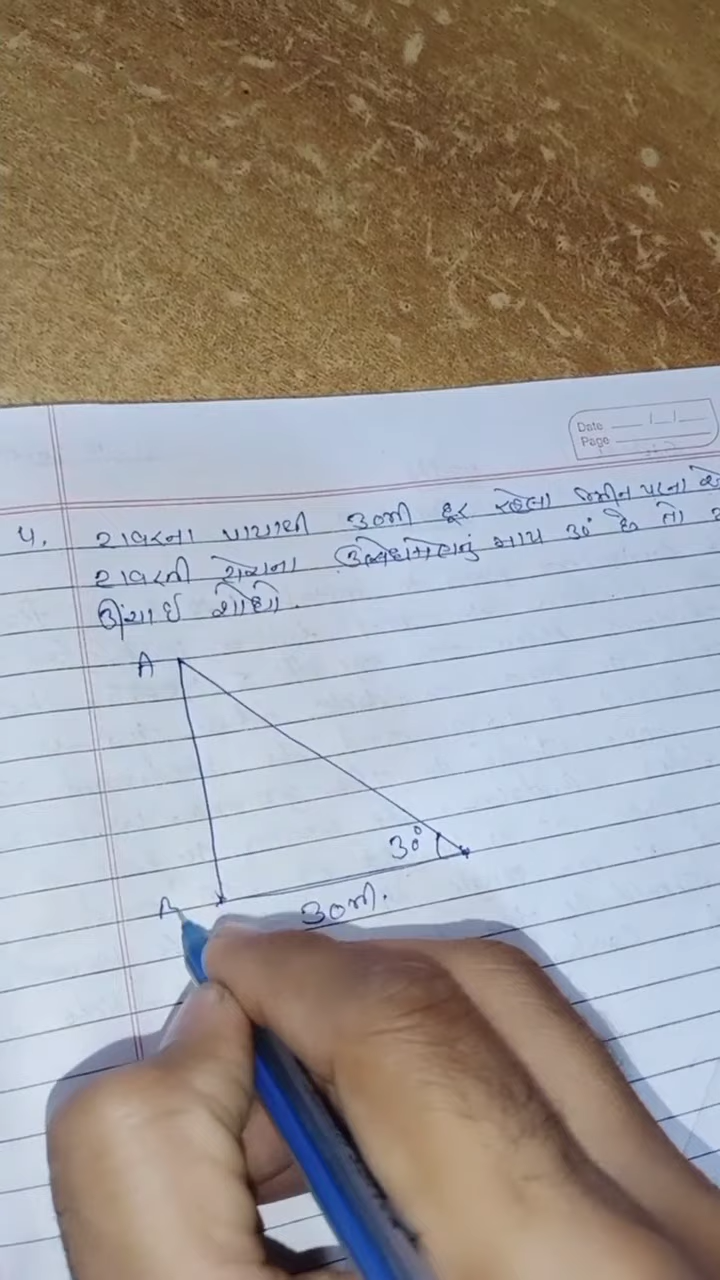 Date
Page
૫. ટાવરના પાયાથી 30મી દૂર રહેલા જમીન પરના
ટાવરની ટોચના ઉત્સેધકોણનું માપ 30° છે તો
ઊંચાઈ શોધો.
A
30°
30મી.